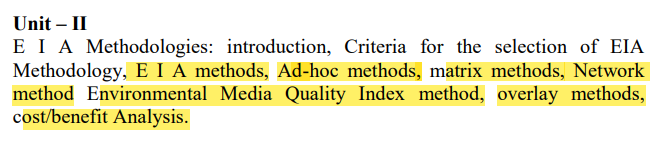 Unit – II
E I A Methodologies: introduction, Criteria for the selection of EIA
Methodology, E I A methods, Ad-hoc methods, matrix methods, Network
method Environmental Media Quality Index method, overlay methods,
cost/benefit Analysis.